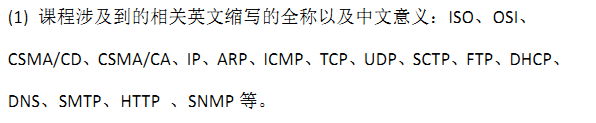 (1) 课程涉及到的相关英文缩写的全称以及中文意义：ISO、OSI、
CSMA/CD、CSMA/CA、IP、ARP、ICMP、TCP、UDP、SCTP、FTP、DHCP、
DNS、SMTP、HTTP 、SNMP 等。